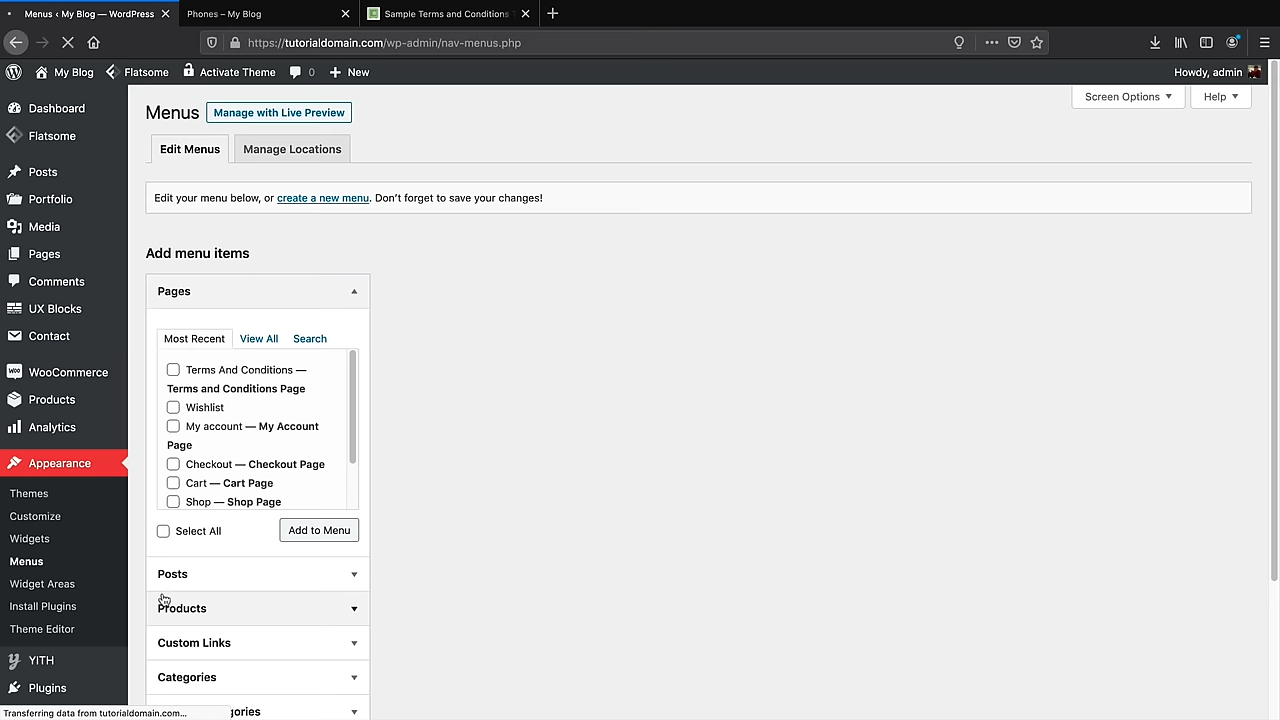 Menus ‹ My Blog — WordPress
Phones – My Blog
Sample Terms and Conditions
https://tutorialdomain.com/wp-admin/nav-menus.php
My Blog
Flatsome
Activate Theme
0
New
Howdy, admin
Dashboard
Flatsome
Posts
Portfolio
Media
Pages
Comments
UX Blocks
Contact
WooCommerce
Products
Analytics
Appearance
Themes
Customize
Widgets
Menus
Widget Areas
Install Plugins
Theme Editor
YITH
Plugins
Screen Options
Help
Menus
Manage with Live Preview
Edit Menus
Manage Locations
Edit your menu below, or create a new menu. Don’t forget to save your changes!
Add menu items
Pages
Most Recent
View All
Search
Terms And Conditions —
Terms and Conditions Page
Wishlist
My account — My Account
Page
Checkout — Checkout Page
Cart — Cart Page
Shop — Shop Page
Select All
Add to Menu
Posts
Products
Custom Links
Categories
gories
Transferring data from tutorialdomain.com...